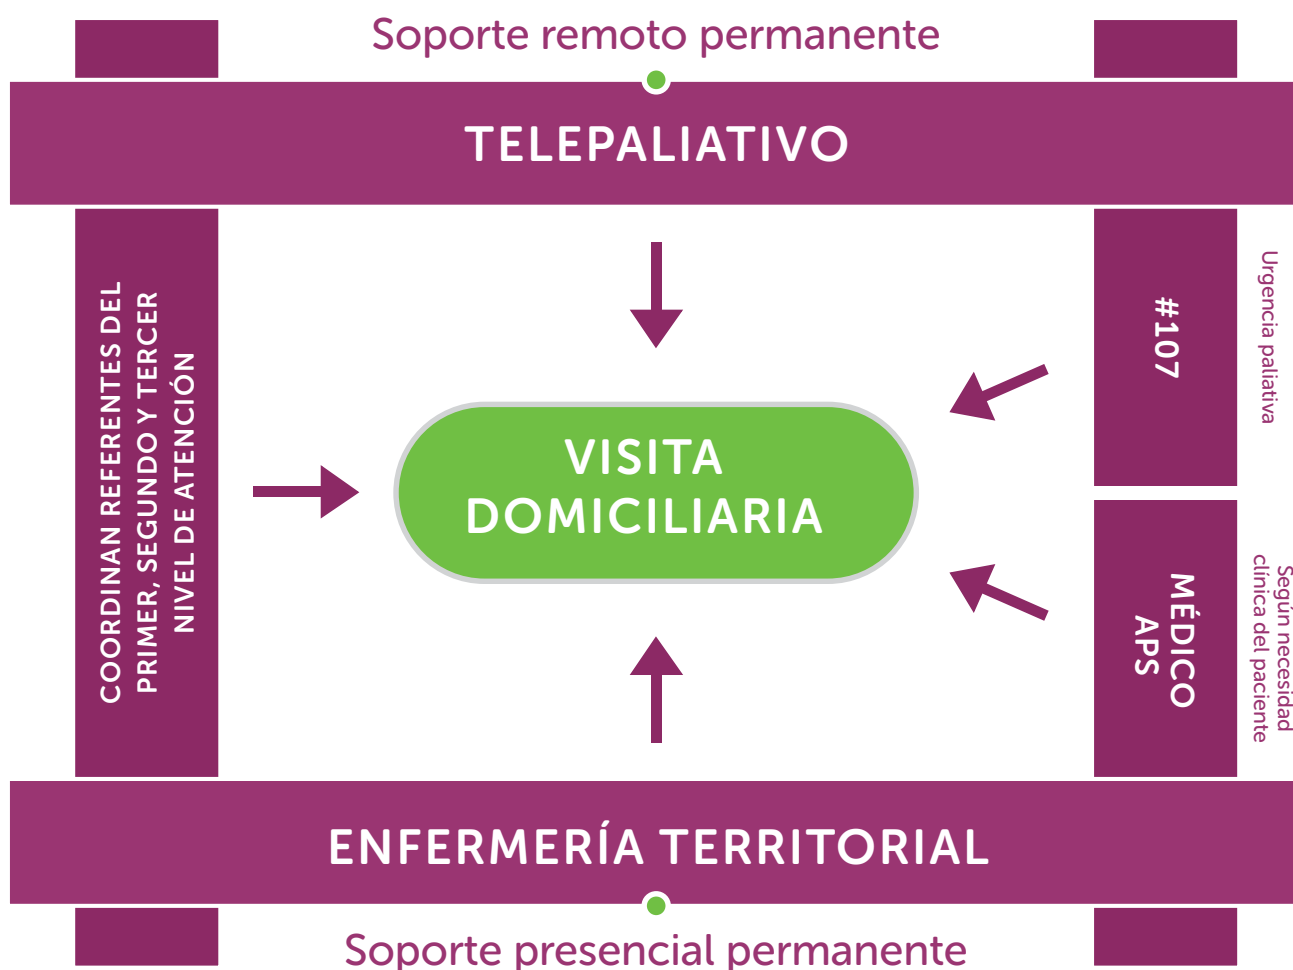 Soporte remoto permanente
TELEPALIATIVO
COORDINAN REFERENTES DEL
PRIMER, SEGUNDO Y TERCER
NIVEL DE ATENCIÓN
VISITA
DOMICILIARIA
#107
Urgencia paliativa
MÉDICO
APS
Según necesidad
clínica del paciente
ENFERMERÍA TERRITORIAL
Soporte presencial permanente